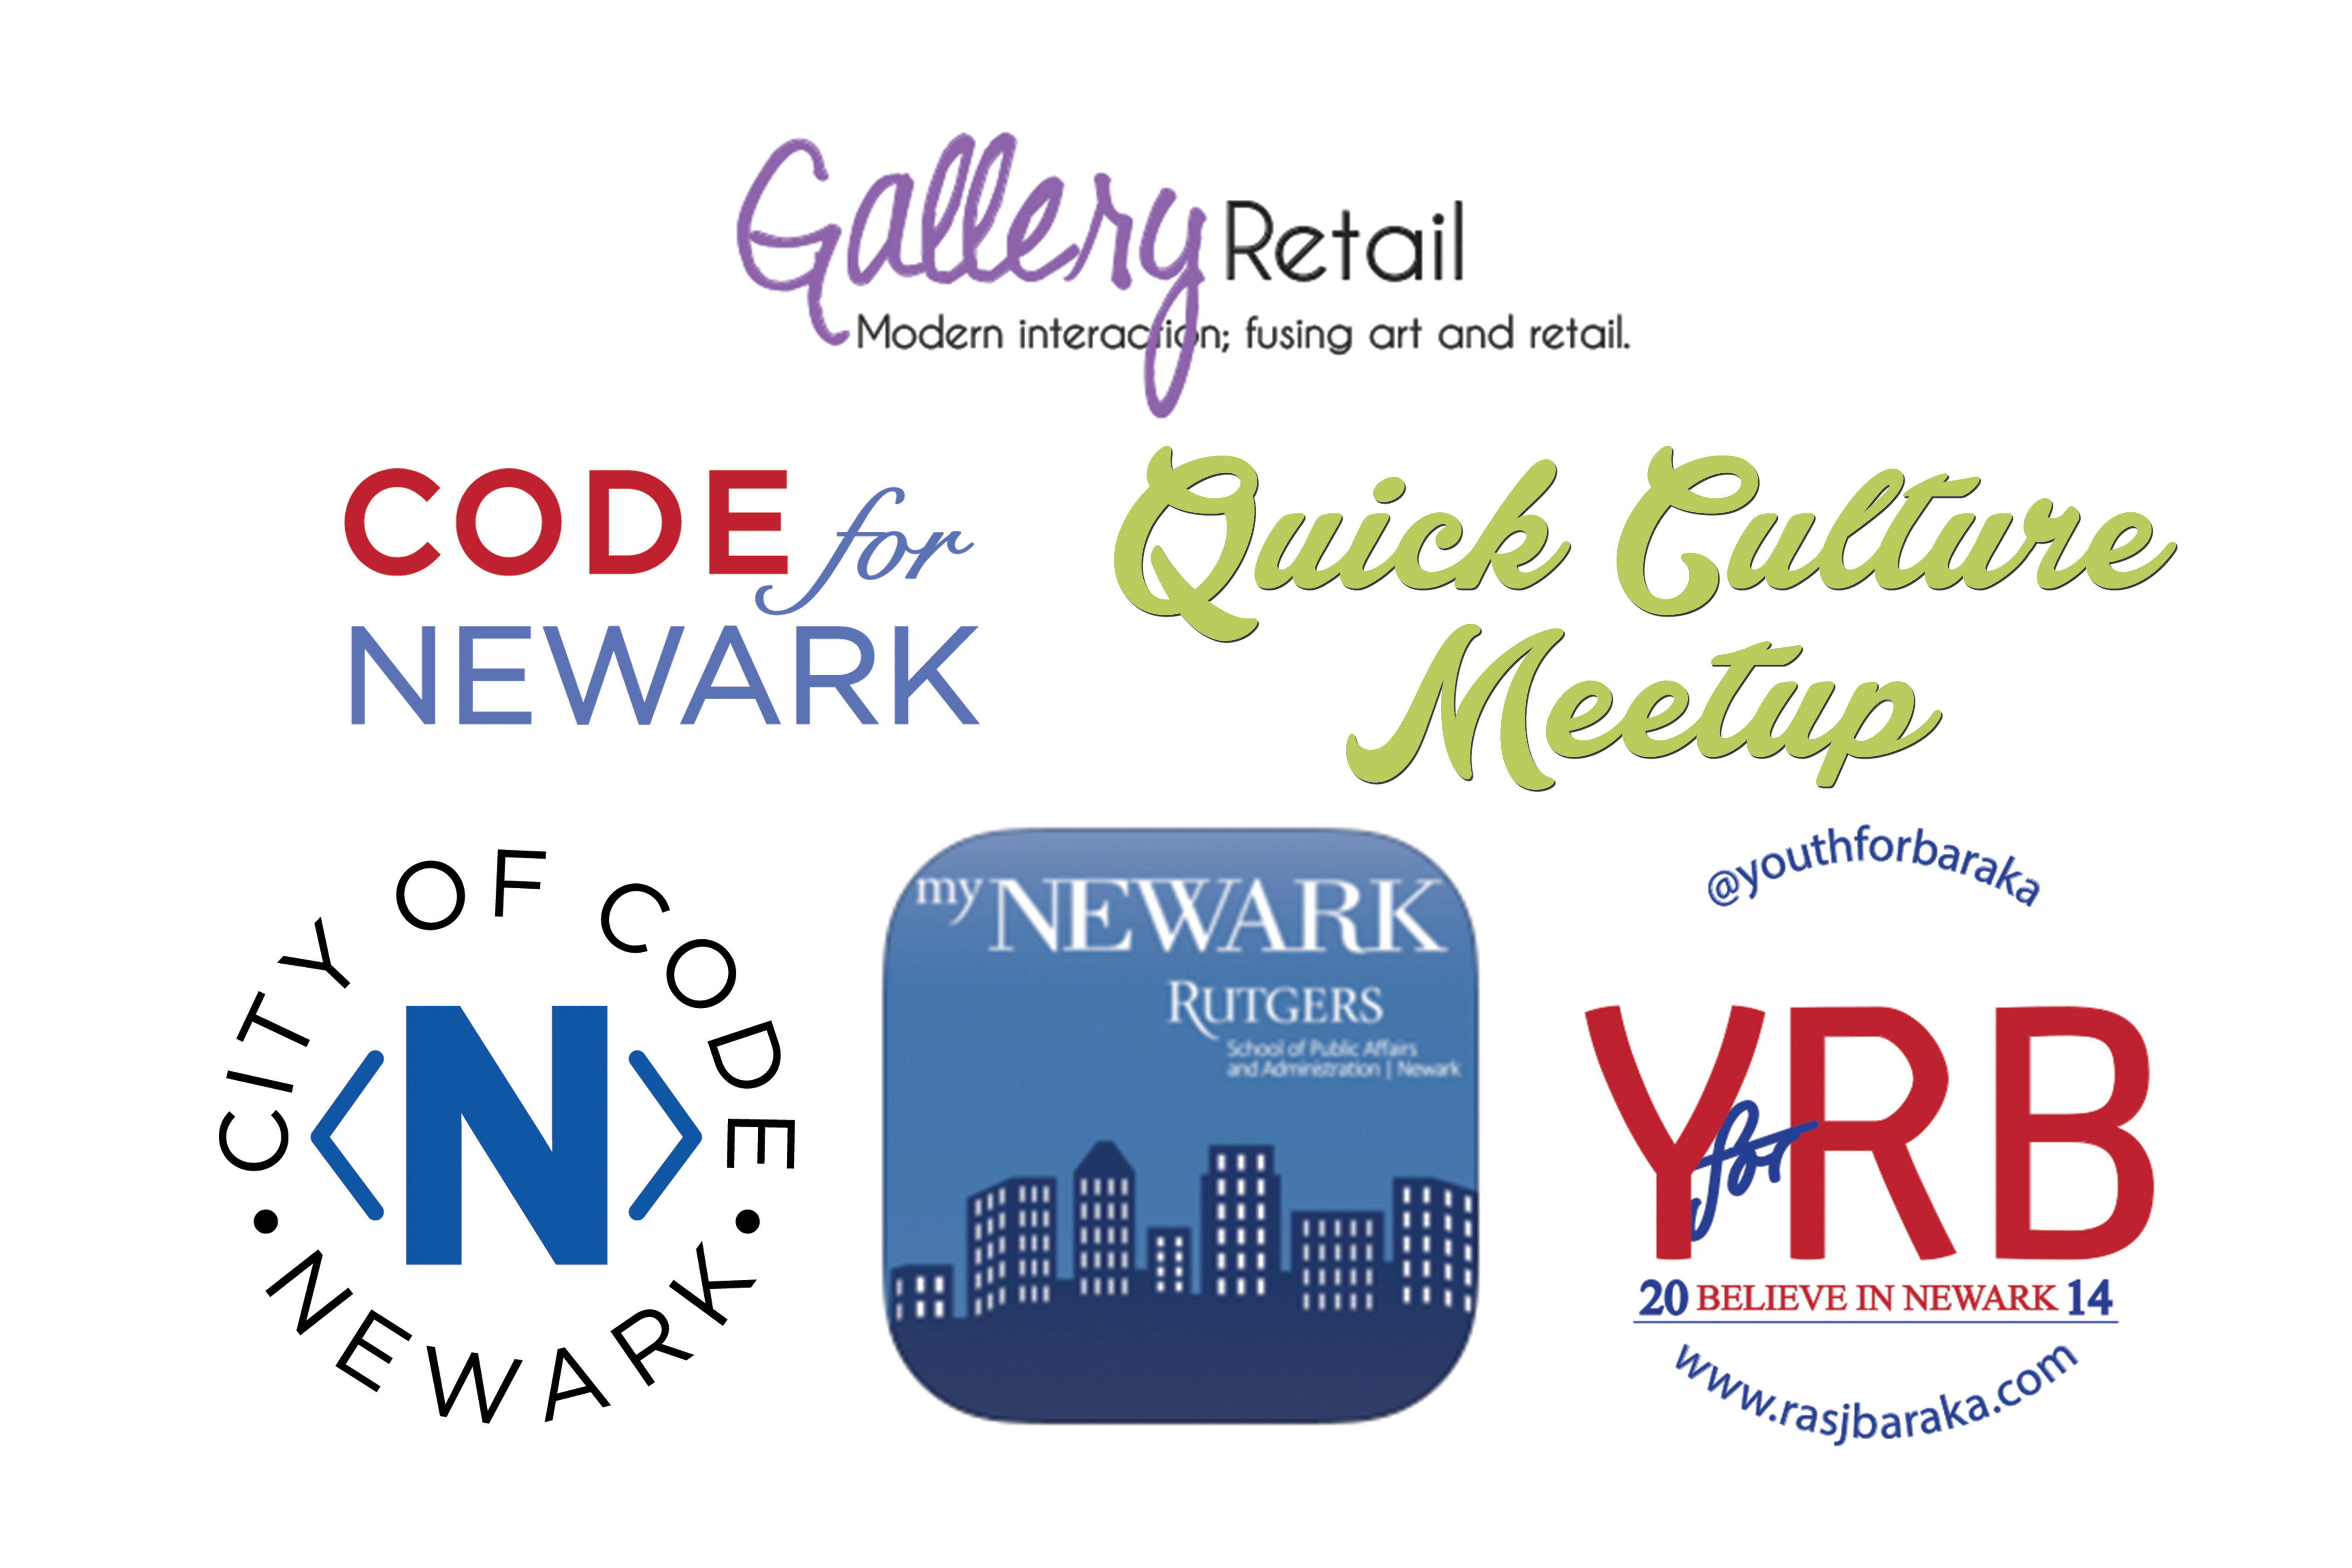 Gallery Retail
Modern interaction; fusing art and retail.
CODE for
NEWARK
Quick Culture
Meetup
CITY OF CODE
N
• NEWARK •
my NEWARK
RUTGERS
School of Public Affairs
and Administration | Newark
@youthforbaraka
Y for RB
20 BELIEVE IN NEWARK 14
www.rasjbaraka.com